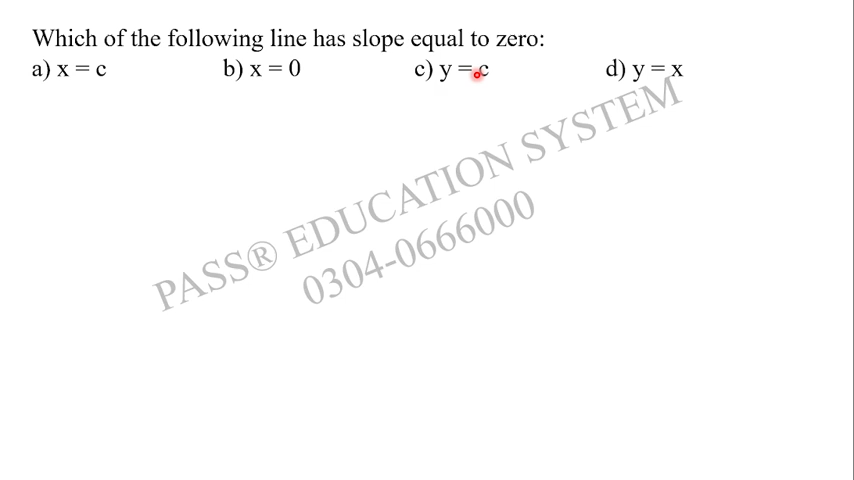 Which of the following line has slope equal to zero:
a) x = c b) x = 0 c) y = c d) y = x
PASS® EDUCATION SYSTEM
0304-0666000